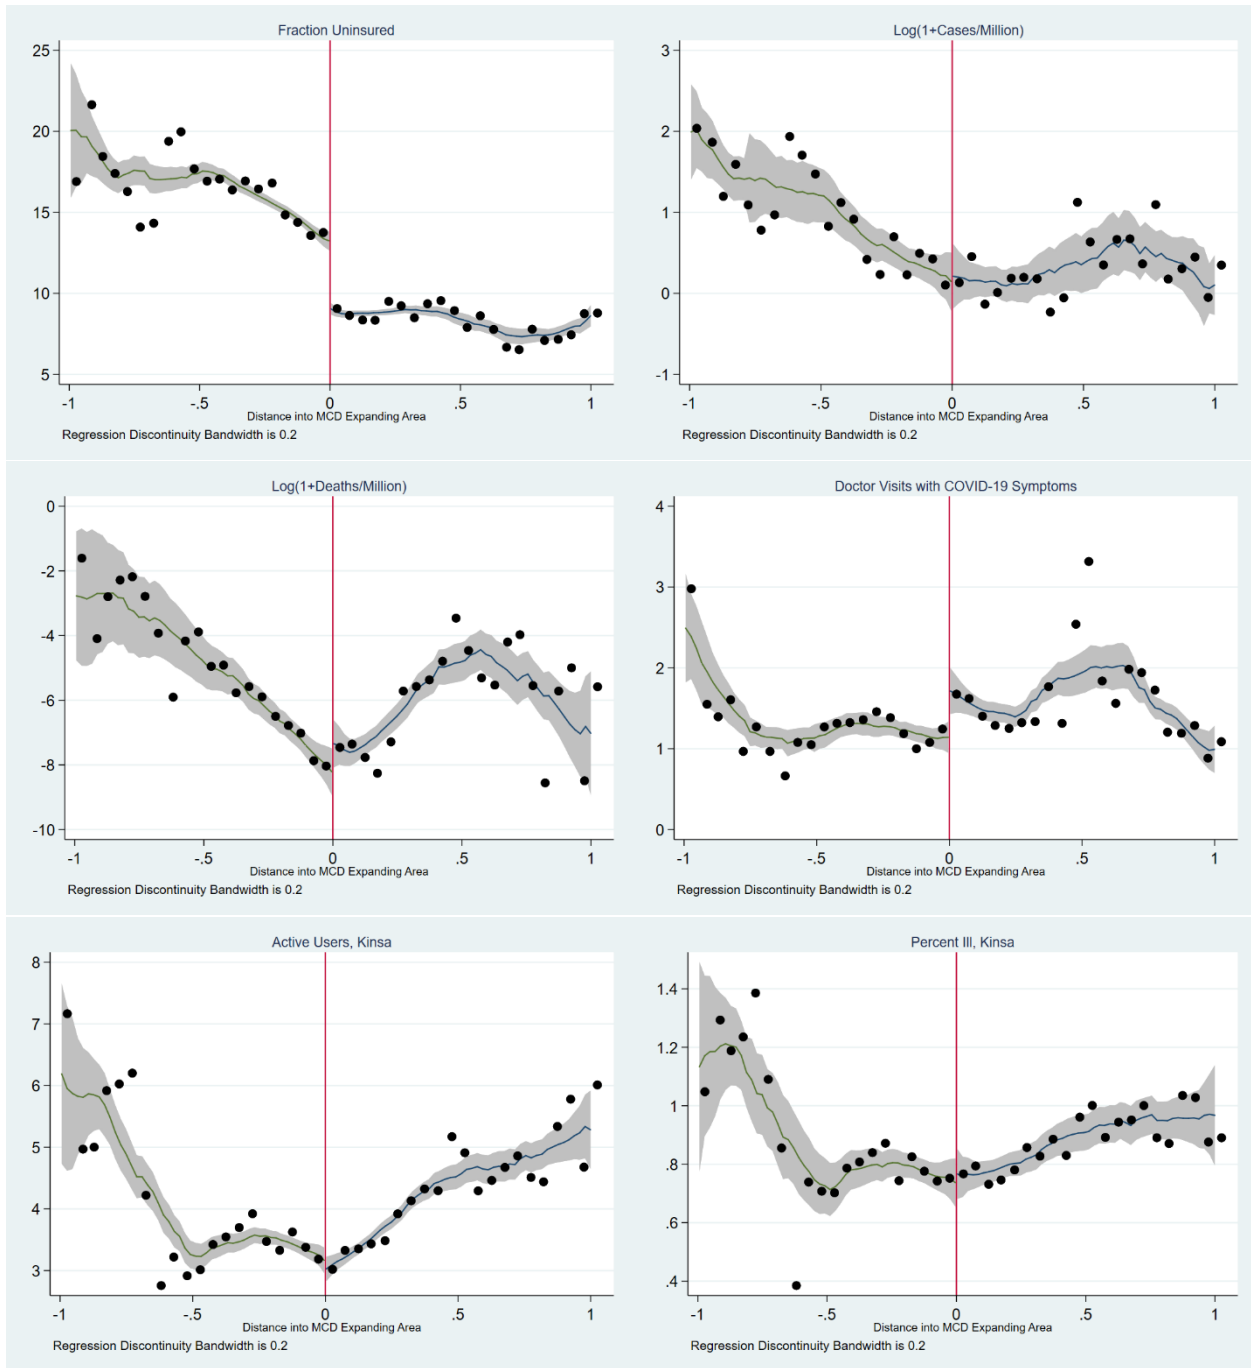 Fraction Uninsured
25
20
15
10
5
-1 -.5 0 .5 1
Distance into MCD Expanding Area
Regression Discontinuity Bandwidth is 0.2
Log(1+Cases/Million)
3
2
1
0
-1
-1 -.5 0 .5 1
Distance into MCD Expanding Area
Regression Discontinuity Bandwidth is 0.2
Log(1+Deaths/Million)
0
-2
-4
-6
-8
-10
-1 -.5 0 .5 1
Distance into MCD Expanding Area
Regression Discontinuity Bandwidth is 0.2
Doctor Visits with COVID-19 Symptoms
4
3
2
1
0
-1 -.5 0 .5 1
Distance into MCD Expanding Area
Regression Discontinuity Bandwidth is 0.2
Active Users, Kinsa
8
7
6
5
4
3
-1 -.5 0 .5 1
Distance into MCD Expanding Area
Regression Discontinuity Bandwidth is 0.2
Percent Ill, Kinsa
1.4
1.2
1
.8
.6
.4
-1 -.5 0 .5 1
Distance into MCD Expanding Area
Regression Discontinuity Bandwidth is 0.2